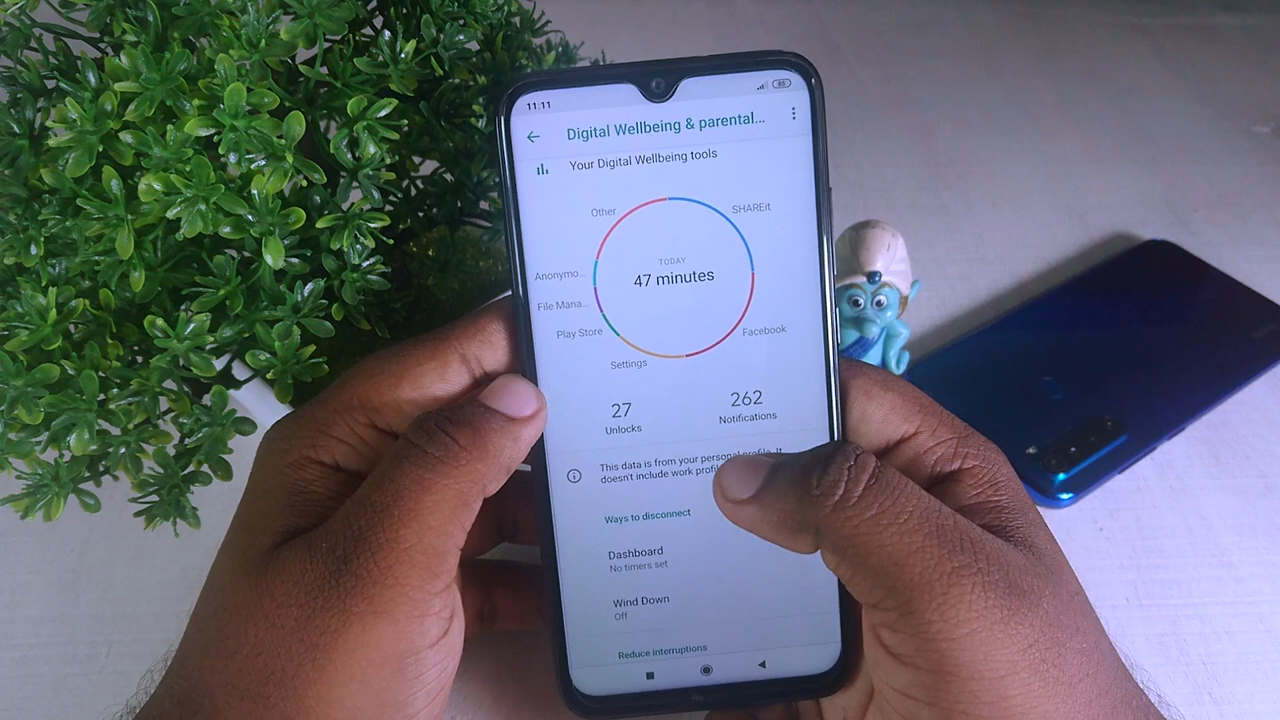 11:11
85
Digital Wellbeing & parental...
Your Digital Wellbeing tools
Other
SHAREit
Anonymo...
TODAY
47 minutes
File Mana...
Play Store
Facebook
Settings
27
262
Unlocks
Notifications
This data is from your personal profile. It
doesn't include work
Ways to disconnect
Dashboard
No timers set
Wind Down
Off
Reduce interruptions